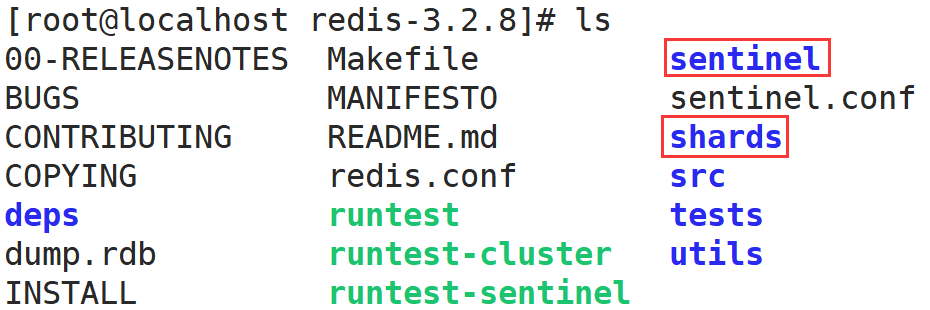 [root@localhost redis-3.2.8]# ls
00-RELEASENOTES Makefile sentinel
BUGS MANIFESTO sentinel.conf
CONTRIBUTING README.md shards
COPYING redis.conf src
deps runtest tests
dump.rdb runtest-cluster utils
INSTALL runtest-sentinel